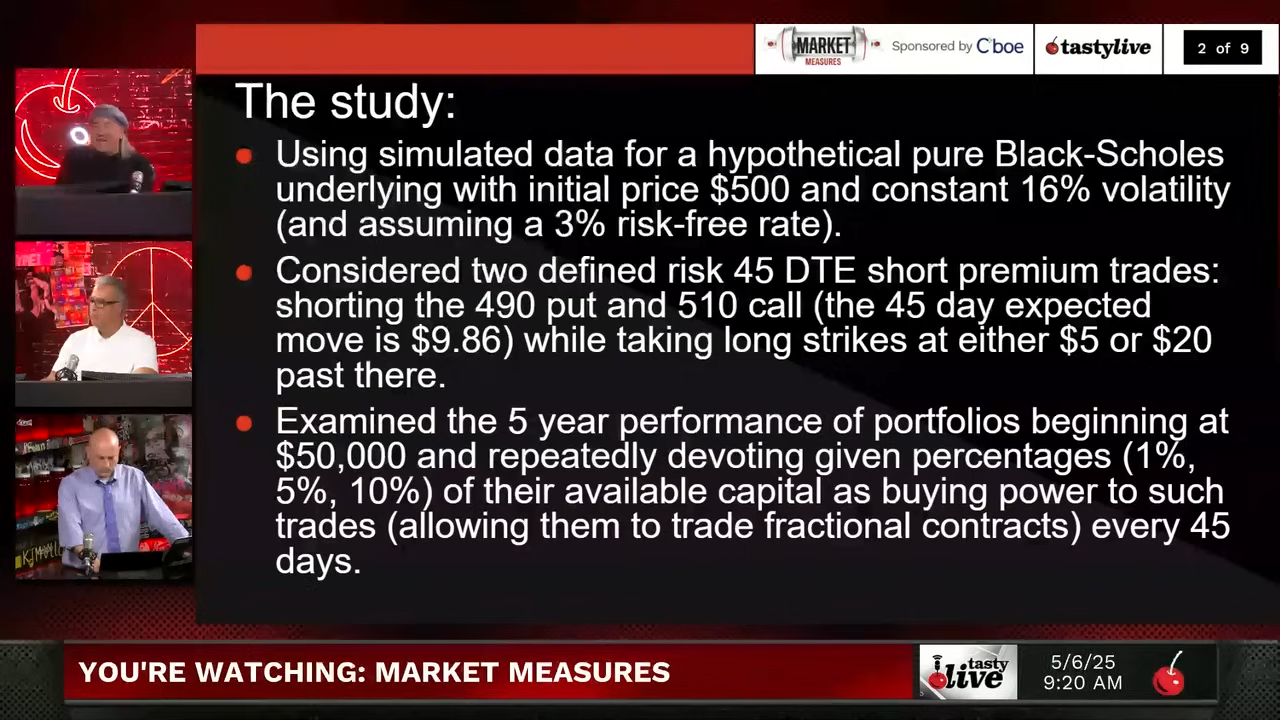 MARKET
MEASURES
Sponsored by Cboe
tastylive
2 of 9
The study:
Using simulated data for a hypothetical pure Black-Scholes
underlying with initial price $500 and constant 16% volatility
(and assuming a 3% risk-free rate).
Considered two defined risk 45 DTE short premium trades:
shorting the 490 put and 510 call (the 45 day expected
move is $9.86) while taking long strikes at either $5 or $20
past there.
Examined the 5 year performance of portfolios beginning at
$50,000 and repeatedly devoting given percentages (1%,
5%, 10%) of their available capital as buying power to such
trades (allowing them to trade fractional contracts) every 45
days.
YOU'RE WATCHING: MARKET MEASURES
tasty
live
5/6/25
9:20 AM